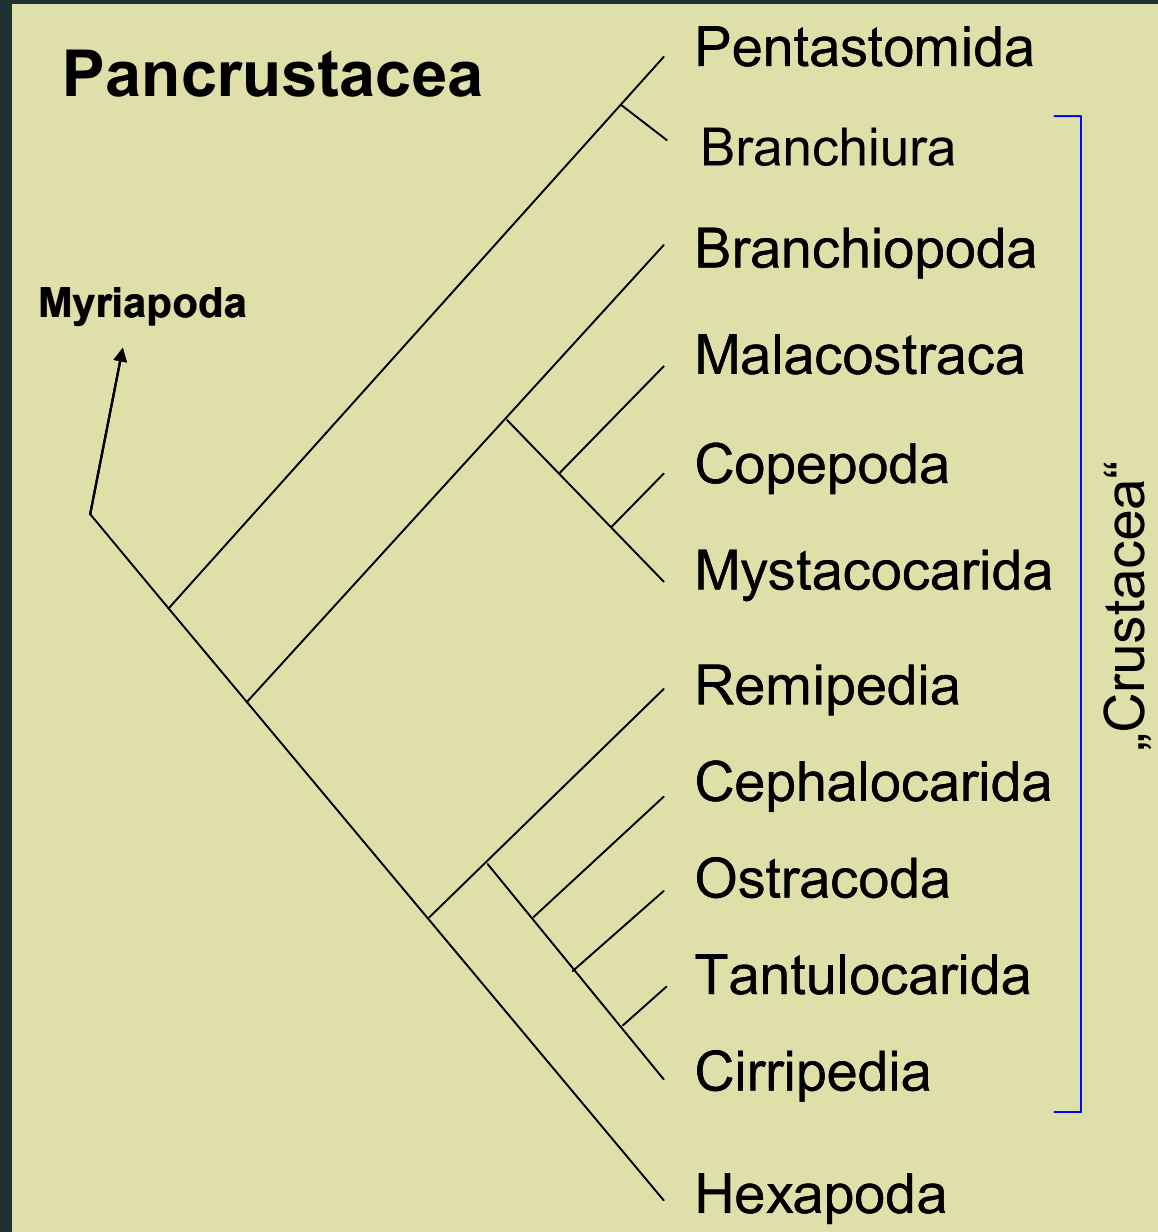 Pancrustacea
Pentastomida
Branchiura
Branchiopoda
Myriapoda
Malacostraca
Copepoda
Mystacocarida
Remipedia
Cephalocarida
Ostracoda
Tantulocarida
Cirripedia
Hexapoda
„Crustacea“